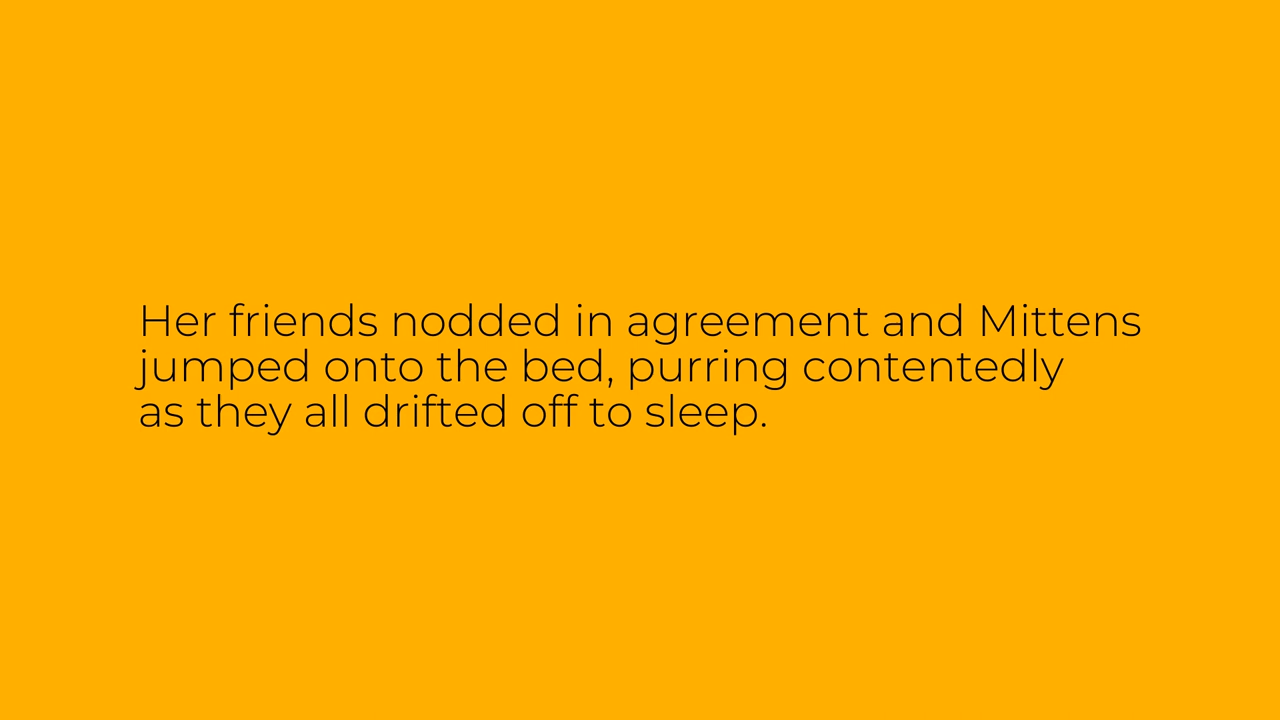 Her friends nodded in agreement and Mittens
jumped onto the bed, purring contentedly
as they all drifted off to sleep.